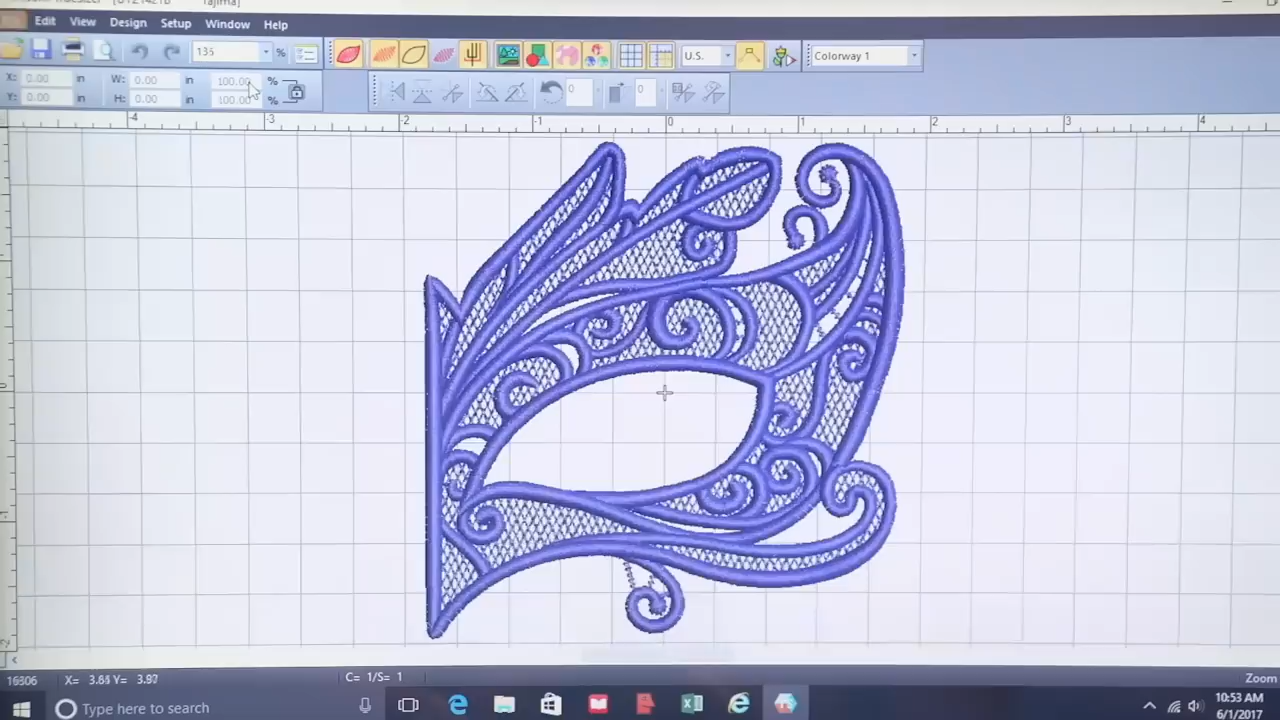 Tajima]
Edit View Design Setup Window Help
135 % U.S. Colorway 1
X: 0.00 in W: 0.00 in 100.00 % 0 0
Y: 0.00 in H: 0.00 in 100.00 %
-4 -3 -2 -1 0 1 2 3 4
16306 X= 3.65 Y= 3.97 C= 1/S= 1 Zoom
Type here to search
10:53 AM
6/1/2017